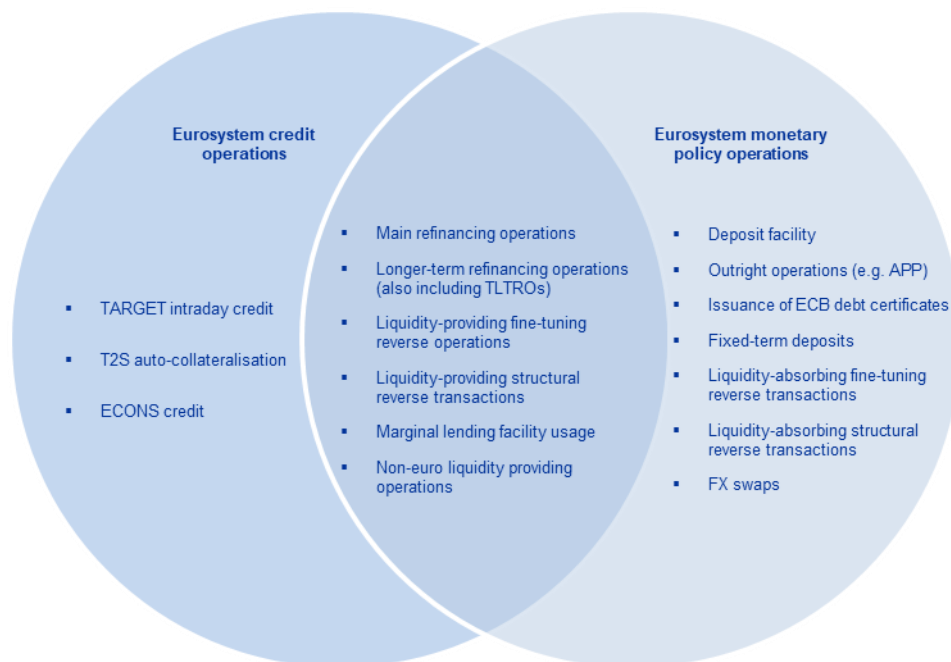 Eurosystem credit
operations
▪ TARGET intraday credit
▪ T2S auto-collateralisation
▪ ECONS credit
▪ Main refinancing operations
▪ Longer-term refinancing operations
(also including TLTROs)
▪ Liquidity-providing fine-tuning
reverse operations
▪ Liquidity-providing structural
reverse transactions
▪ Marginal lending facility usage
▪ Non-euro liquidity providing
operations
Eurosystem monetary
policy operations
▪ Deposit facility
▪ Outright operations (e.g. APP)
▪ Issuance of ECB debt certificates
▪ Fixed-term deposits
▪ Liquidity-absorbing fine-tuning
reverse transactions
▪ Liquidity-absorbing structural
reverse transactions
▪ FX swaps